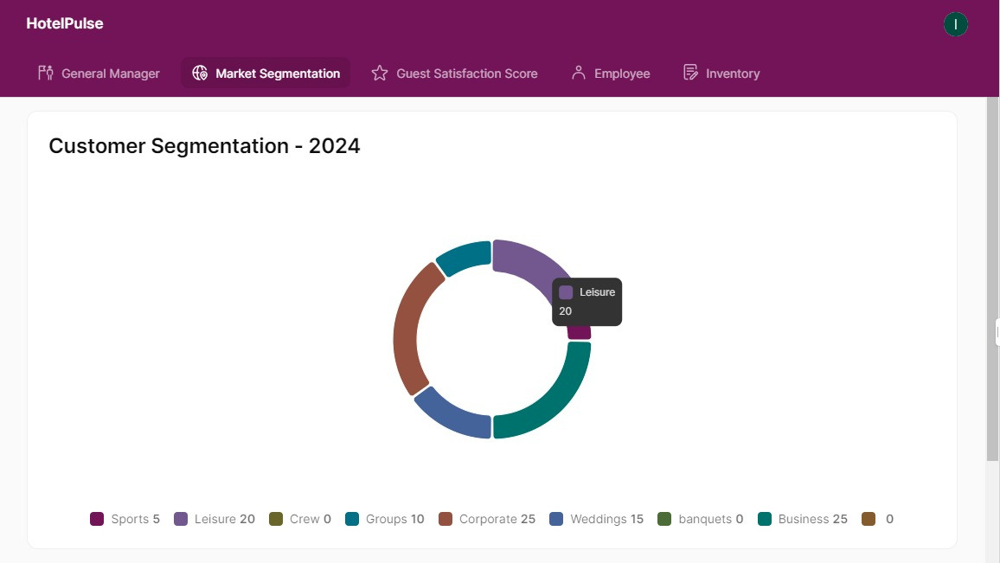 HotelPulse
I
General Manager Market Segmentation Guest Satisfaction Score Employee Inventory
Customer Segmentation - 2024
Leisure
20
Sports 5 Leisure 20 Crew 0 Groups 10 Corporate 25 Weddings 15 banquets 0 Business 25 0